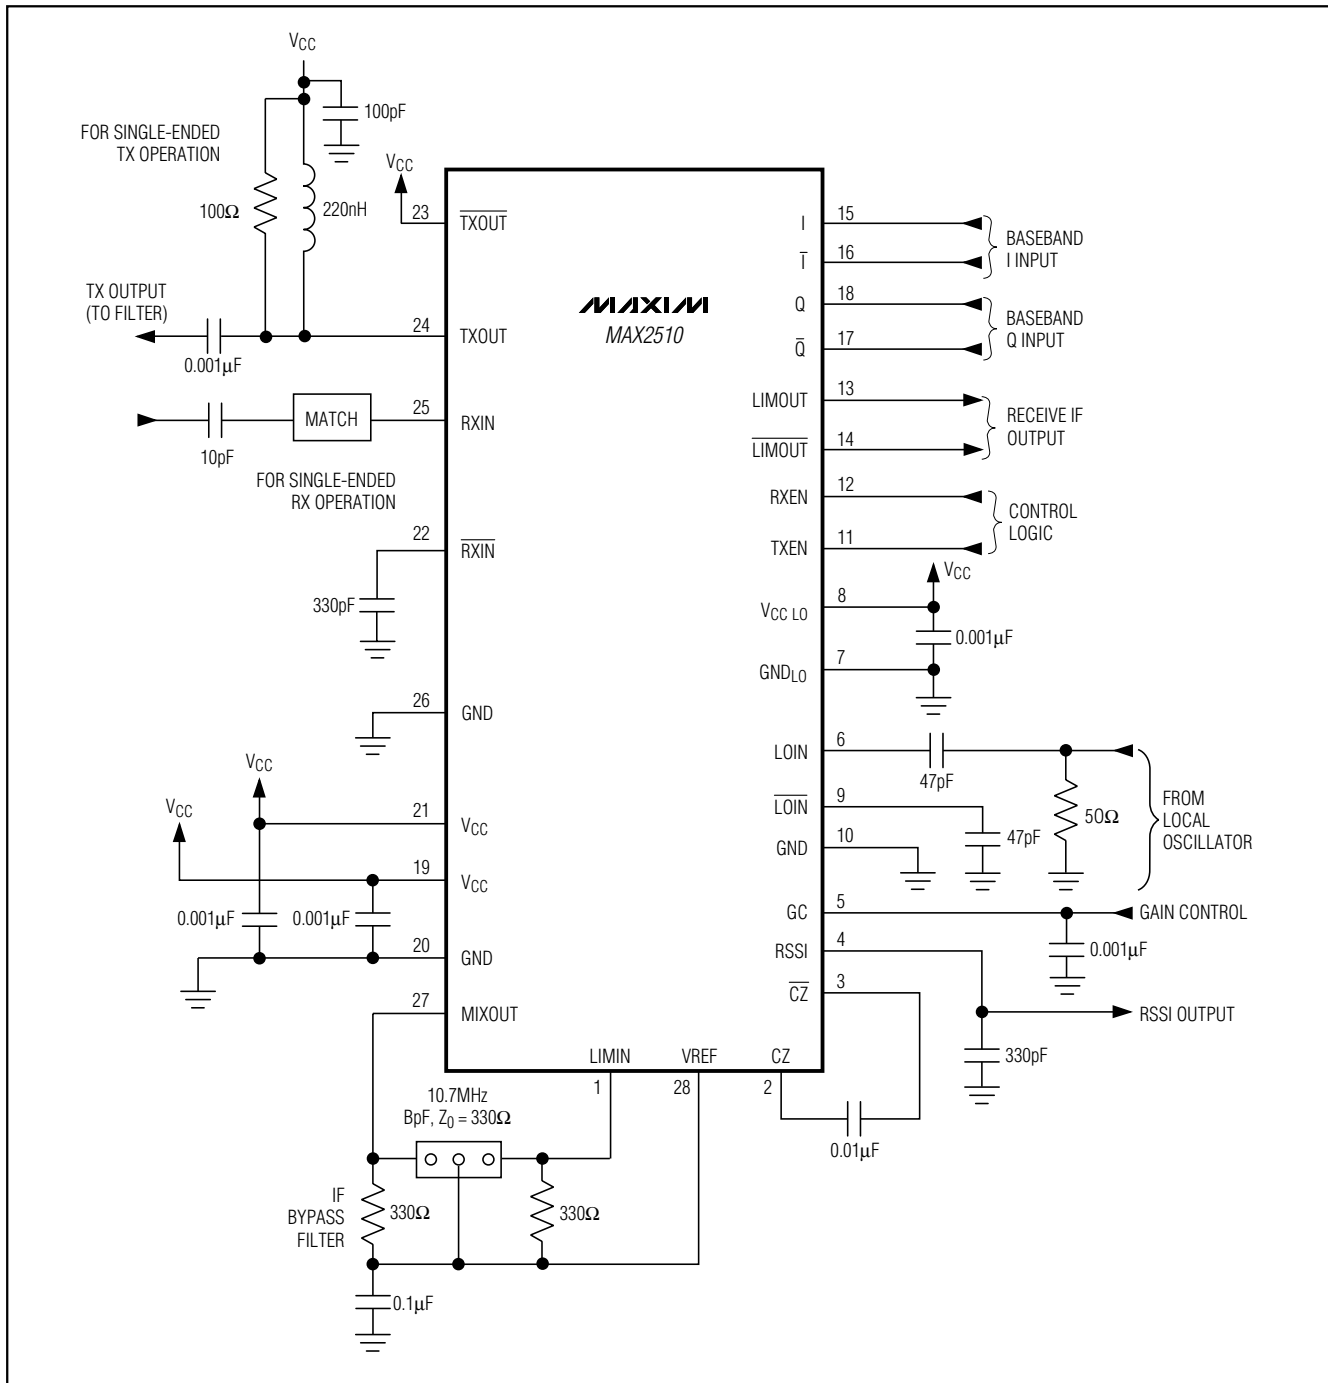 VCC
100pF
FOR SINGLE-ENDED
TX OPERATION
100Ω
220nH
VCC
23
TXOUT
TX OUTPUT
(TO FILTER)
0.001μF
24
TXOUT
10pF
MATCH
25
RXIN
FOR SINGLE-ENDED
RX OPERATION
22
RXIN
330pF
26
GND
VCC
VCC
21
VCC
19
VCC
0.001μF
0.001μF
20
GND
27
MIXOUT
MAXIM
MAX2510
I
15
I
16
BASEBAND
I INPUT
Q
18
Q
17
BASEBAND
Q INPUT
LIMOUT
13
LIMOUT
14
RECEIVE IF
OUTPUT
RXEN
12
TXEN
11
CONTROL
LOGIC
VCC
VCC LO
8
0.001μF
GNDLO
7
LOIN
6
47pF
50Ω
FROM
LOCAL
OSCILLATOR
LOIN
9
47pF
GND
10
GC
5
GAIN CONTROL
0.001μF
RSSI
4
RSSI OUTPUT
330pF
CZ
3
LIMIN
1
VREF
28
CZ
2
0.01μF
10.7MHz
BpF, Z0 = 330Ω
IF
BYPASS
FILTER
330Ω
330Ω
0.1μF